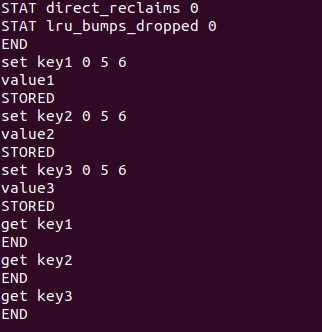 STAT direct_reclaims 0
STAT lru_bumps_dropped 0
END
set key1 0 5 6
value1
STORED
set key2 0 5 6
value2
STORED
set key3 0 5 6
value3
STORED
get key1
END
get key2
END
get key3
END